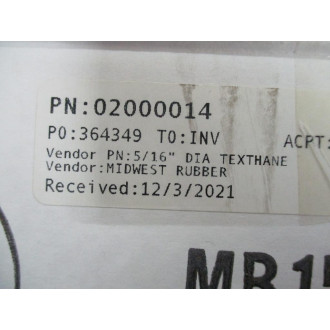 PN:02000014
PO:364349 TO:INV ACPT:
Vendor PN:5/16" DIA TEXTHANE
Vendor:MIDWEST RUBBER
Received:12/3/2021
MR15